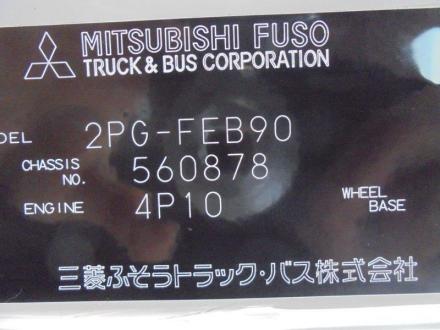 MITSUBISHI FUSO
TRUCK & BUS CORPORATION
DEL 2PG-FEB90
CHASSIS NO. 560878
ENGINE 4P10
WHEEL BASE
三菱ふそうトラック・バス株式会社